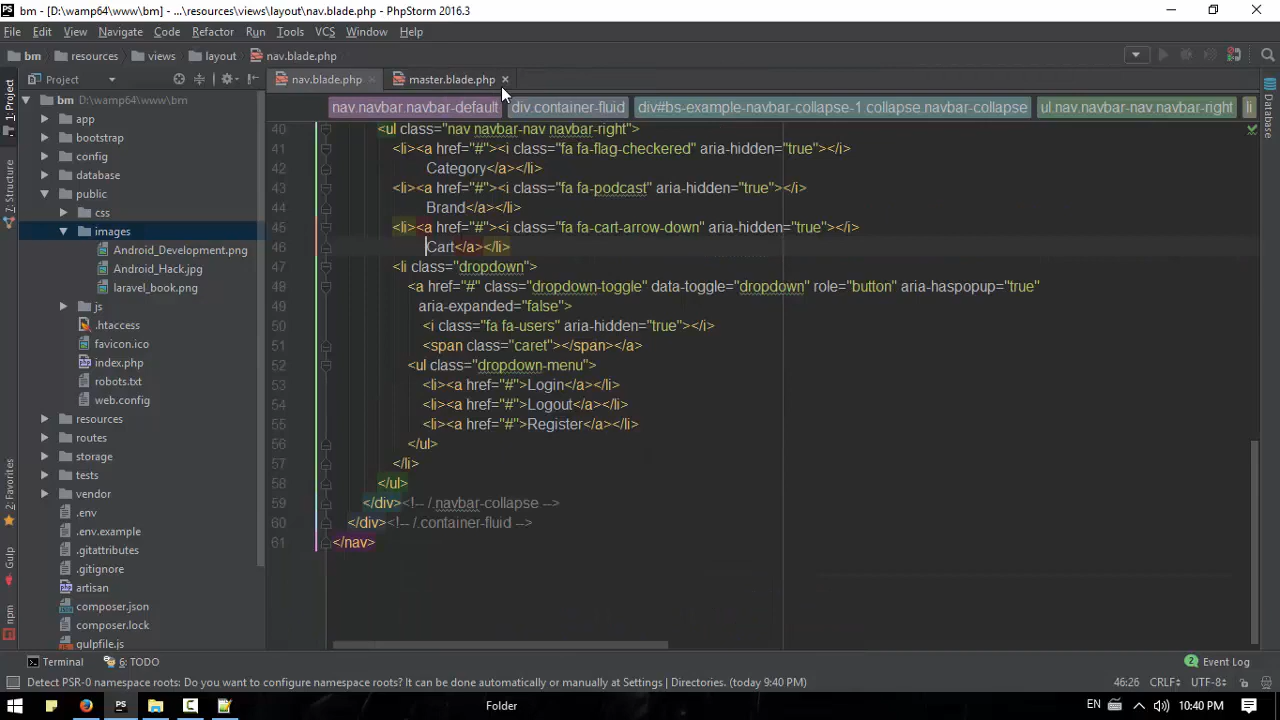 bm - [D:\wamp64\www\bm] - ...\resources\views\layout\nav.blade.php - PhpStorm 2016.3
File Edit View Navigate Code Refactor Run Tools VCS Window Help
bm resources views layout nav.blade.php
1: Project
7: Structure
2: Favorites
Gulp
npm
Project
bm D:\wamp64\www\bm
app
bootstrap
config
database
public
css
images
Android_Development.png
Android_Hack.jpg
laravel_book.png
js
.htaccess
favicon.ico
index.php
robots.txt
web.config
resources
routes
storage
tests
vendor
.env
.env.example
.gitattributes
.gitignore
artisan
composer.json
composer.lock
gulpfile.js
nav.blade.php master.blade.php
nav.navbar.navbar-default div.container-fluid div#bs-example-navbar-collapse-1.collapse.navbar-collapse ul.nav.navbar-nav.navbar-right li
40 <ul class="nav navbar-nav navbar-right">
41 <li><a href="#"><i class="fa fa-flag-checkered" aria-hidden="true"></i>
42 Category</a></li>
43 <li><a href="#"><i class="fa fa-podcast" aria-hidden="true"></i>
44 Brand</a></li>
45 <li><a href="#"><i class="fa fa-cart-arrow-down" aria-hidden="true"></i>
46 Cart</a></li>
47 <li class="dropdown">
48 <a href="#" class="dropdown-toggle" data-toggle="dropdown" role="button" aria-haspopup="true"
49 aria-expanded="false">
50 <i class="fa fa-users" aria-hidden="true"></i>
51 <span class="caret"></span></a>
52 <ul class="dropdown-menu">
53 <li><a href="#">Login</a></li>
54 <li><a href="#">Logout</a></li>
55 <li><a href="#">Register</a></li>
56 </ul>
57 </li>
58 </ul>
59 </div><!-- /.navbar-collapse -->
60 </div><!-- /.container-fluid -->
61 </nav>
Database
Terminal 6: TODO
2 Event Log
Detect PSR-0 namespace roots: Do you want to configure namespace roots? It can be done automatically or manually at Settings | Directories. (today 9:40 PM)
46:26 CRLF÷ UTF-8÷
Folder
EN 10:40 PM